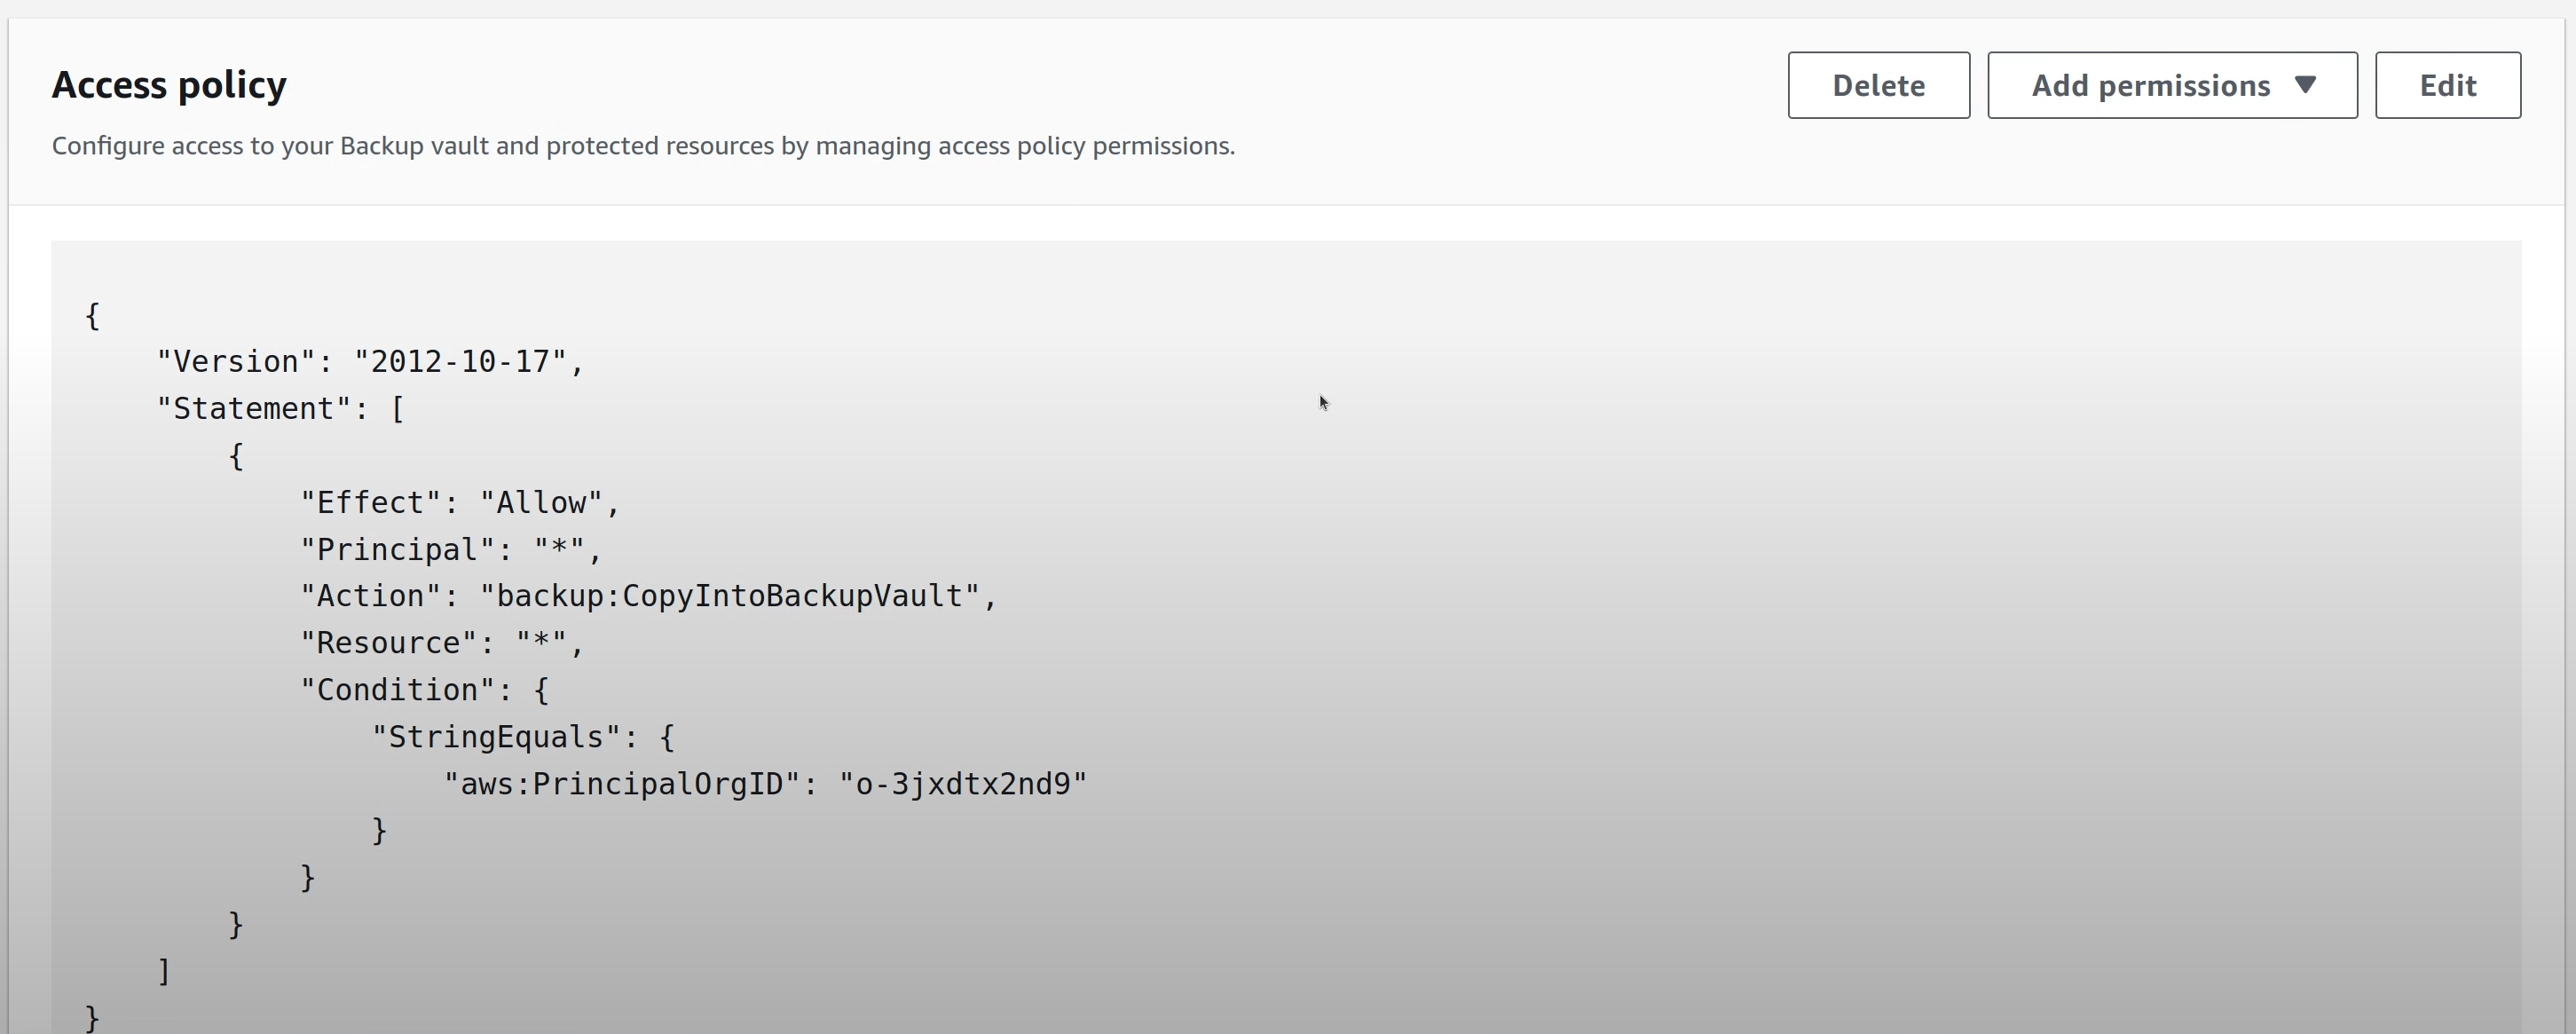 Access policy
Delete
Add permissions
Edit
Configure access to your Backup vault and protected resources by managing access policy permissions.
{
    "Version": "2012-10-17",
    "Statement": [
        {
            "Effect": "Allow",
            "Principal": "*",
            "Action": "backup:CopyIntoBackupVault",
            "Resource": "*",
            "Condition": {
                "StringEquals": {
                    "aws:PrincipalOrgID": "o-3jxdtx2nd9"
                }
            }
        }
    ]
}